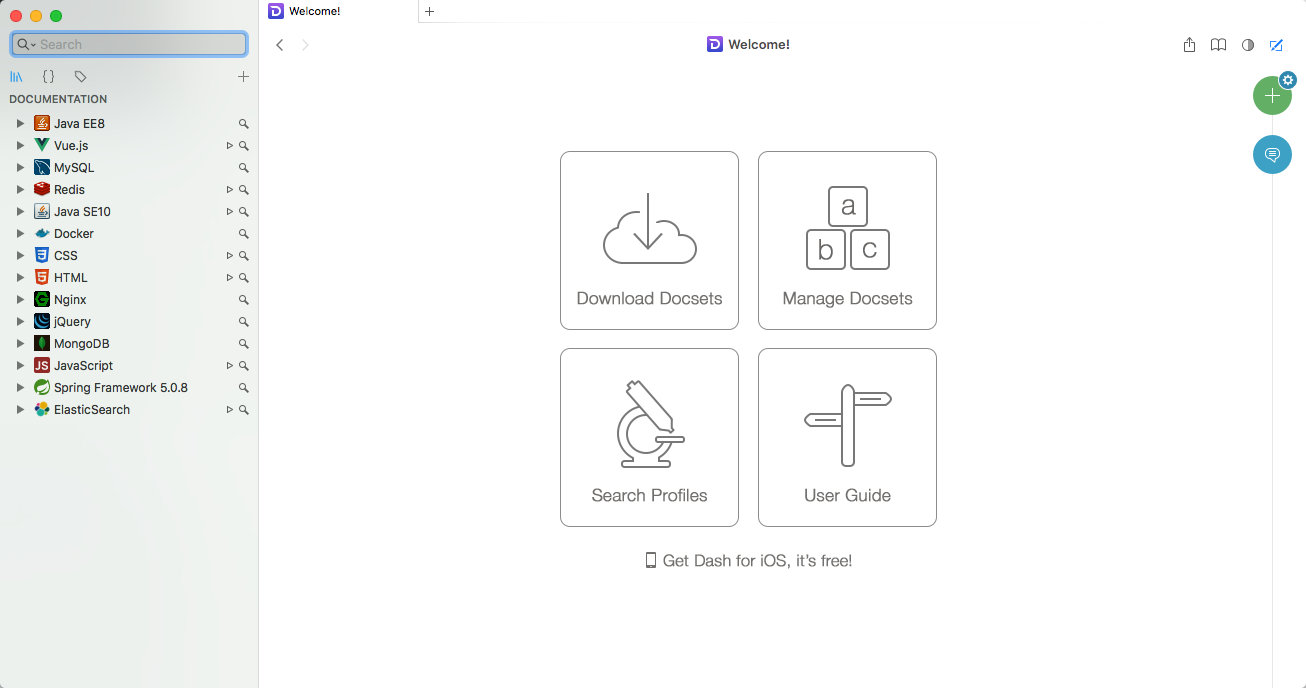 Welcome!
Search
Welcome!
{}
DOCUMENTATION
Java EE8
Vue.js
MySQL
Redis
Java SE10
Docker
CSS
HTML
Nginx
jQuery
MongoDB
JS JavaScript
Spring Framework 5.0.8
ElasticSearch
a
b c
Download Docsets
Manage Docsets
Search Profiles
User Guide
Get Dash for iOS, it's free!